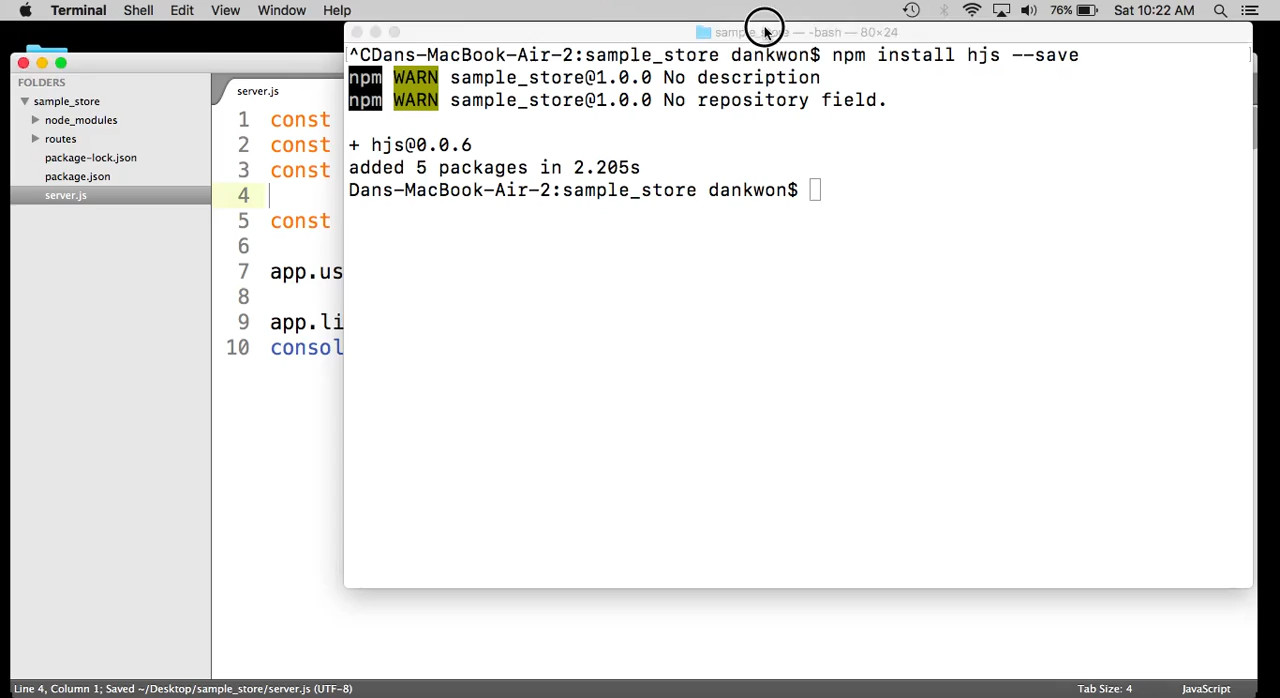 Terminal Shell Edit View Window Help 76% Sat 10:22 AM
sample_store — -bash — 80×24
^CDans-MacBook-Air-2:sample_store dankwon$ npm install hjs --save
npm WARN sample_store@1.0.0 No description
npm WARN sample_store@1.0.0 No repository field.
+ hjs@0.0.6
added 5 packages in 2.205s
Dans-MacBook-Air-2:sample_store dankwon$
FOLDERS
sample_store
node_modules
routes
package-lock.json
package.json
server.js
server.js
1 const
2 const
3 const
4
5 const
6
7 app.us
8
9 app.li
10 consol
Line 4, Column 1; Saved ~/Desktop/sample_store/server.js (UTF-8) Tab Size: 4 JavaScript